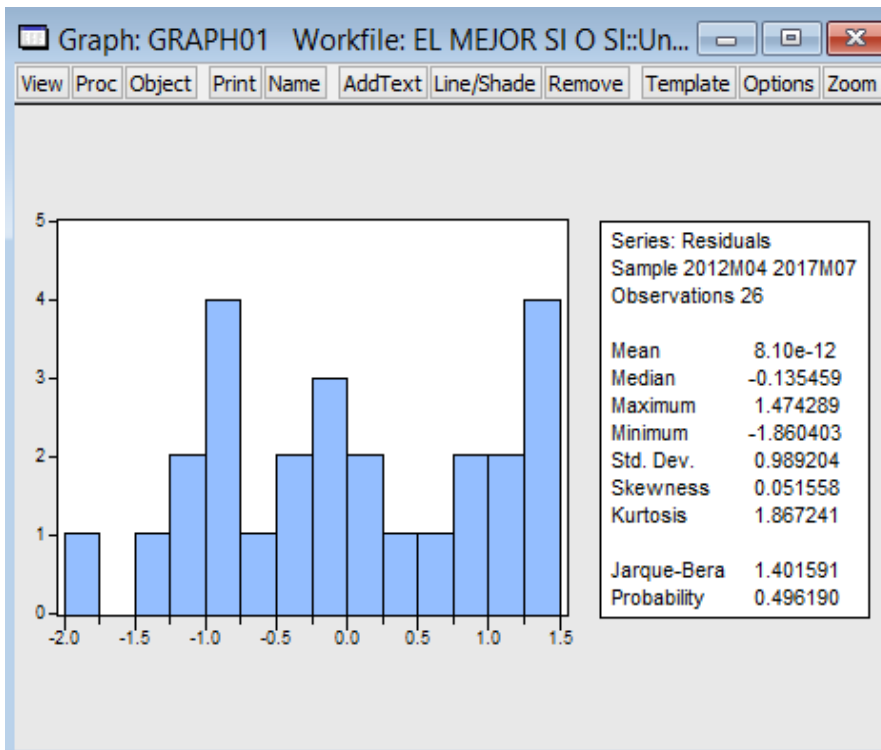 Graph: GRAPH01 Workfile: EL MEJOR SI O SI::Un...
View Proc Object Print Name AddText Line/Shade Remove Template Options Zoom
5
4
3
2
1
0
-2.0 -1.5 -1.0 -0.5 0.0 0.5 1.0 1.5
Series: Residuals
Sample 2012M04 2017M07
Observations 26
Mean 8.10e-12
Median -0.135459
Maximum 1.474289
Minimum -1.860403
Std. Dev. 0.989204
Skewness 0.051558
Kurtosis 1.867241
Jarque-Bera 1.401591
Probability 0.496190